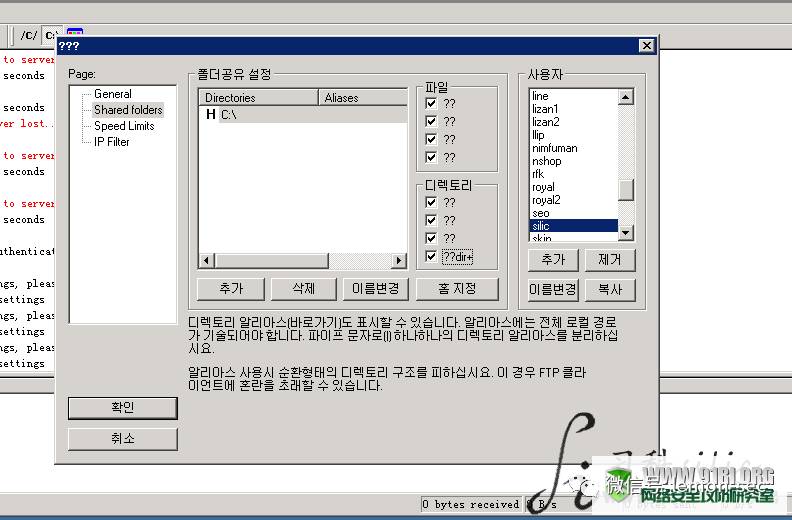 /C/ C:
???
to server
seconds
seconds
ver lost..
to server
seconds
to server
seconds
uthenticat
ngs, pleas
settings
ngs, pleas
settings
ngs, pleas
settings
Page:
General
Shared folders
Speed Limits
IP Filter
폴더공유 설정
Directories Aliases
H C:\
파일
??
??
??
??
디렉토리
??
??
??
??dir+
사용자
line
lizan1
lizan2
llip
nimfuman
nshop
rfk
royal
royal2
seo
silic
skin
추가 삭제 이름변경 홈 지정
추가 제거
이름변경 복사
디렉토리 알리아스(바로가기)도 표시할 수 있습니다. 알리아스에는 전체 로컬 경로
가 기술되어야 합니다. 파이프 문자로(|)하나하나의 디렉토리 알리아스를 분리하십
시요.
알리아스 사용시 순환형태의 디렉토리 구조를 피하십시요. 이 경우 FTP 클라
이언트에 혼란을 초래할 수 있습니다.
확인
취소
0 bytes received 0 B/s
WWW.91RI.ORG
网络安全攻防研究室